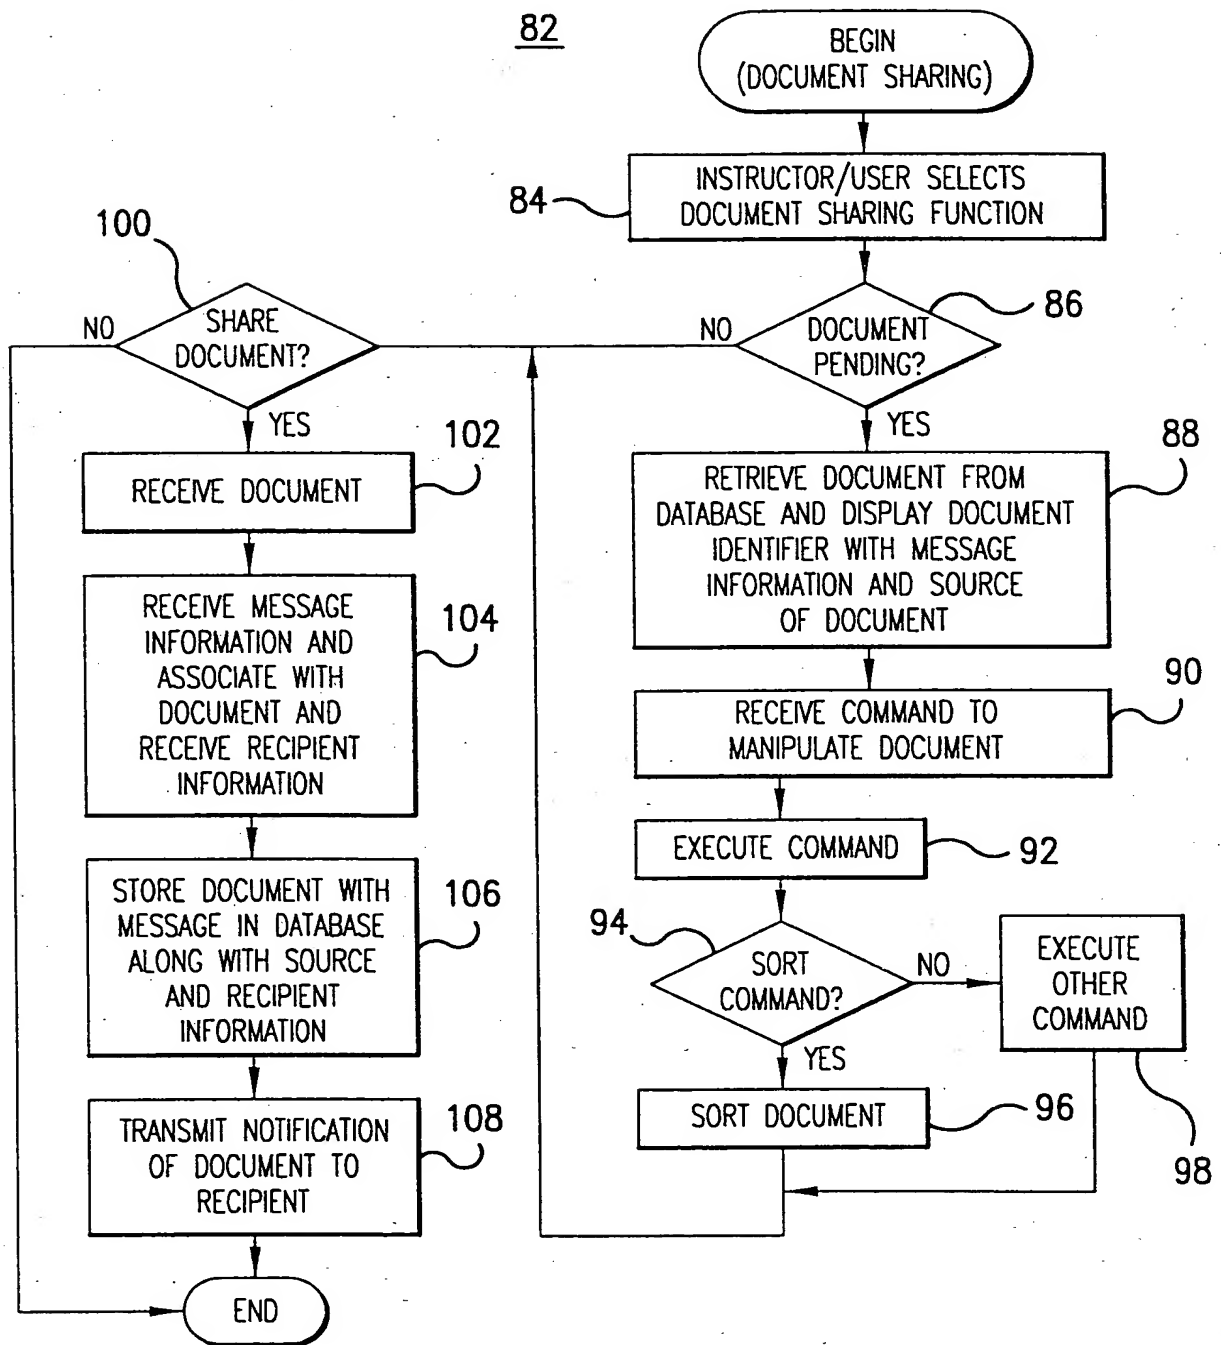 82
BEGIN
(DOCUMENT SHARING)
84
INSTRUCTOR/USER SELECTS
DOCUMENT SHARING FUNCTION
86
DOCUMENT
PENDING?
NO
YES
88
RETRIEVE DOCUMENT FROM
DATABASE AND DISPLAY DOCUMENT
IDENTIFIER WITH MESSAGE
INFORMATION AND SOURCE
OF DOCUMENT
90
RECEIVE COMMAND TO
MANIPULATE DOCUMENT
EXECUTE COMMAND
92
94
SORT
COMMAND?
NO
YES
EXECUTE
OTHER
COMMAND
98
SORT DOCUMENT
96
100
SHARE
DOCUMENT?
NO
YES
102
RECEIVE DOCUMENT
104
RECEIVE MESSAGE
INFORMATION AND
ASSOCIATE WITH
DOCUMENT AND
RECEIVE RECIPIENT
INFORMATION
106
STORE DOCUMENT WITH
MESSAGE IN DATABASE
ALONG WITH SOURCE
AND RECIPIENT
INFORMATION
108
TRANSMIT NOTIFICATION
OF DOCUMENT TO
RECIPIENT
END